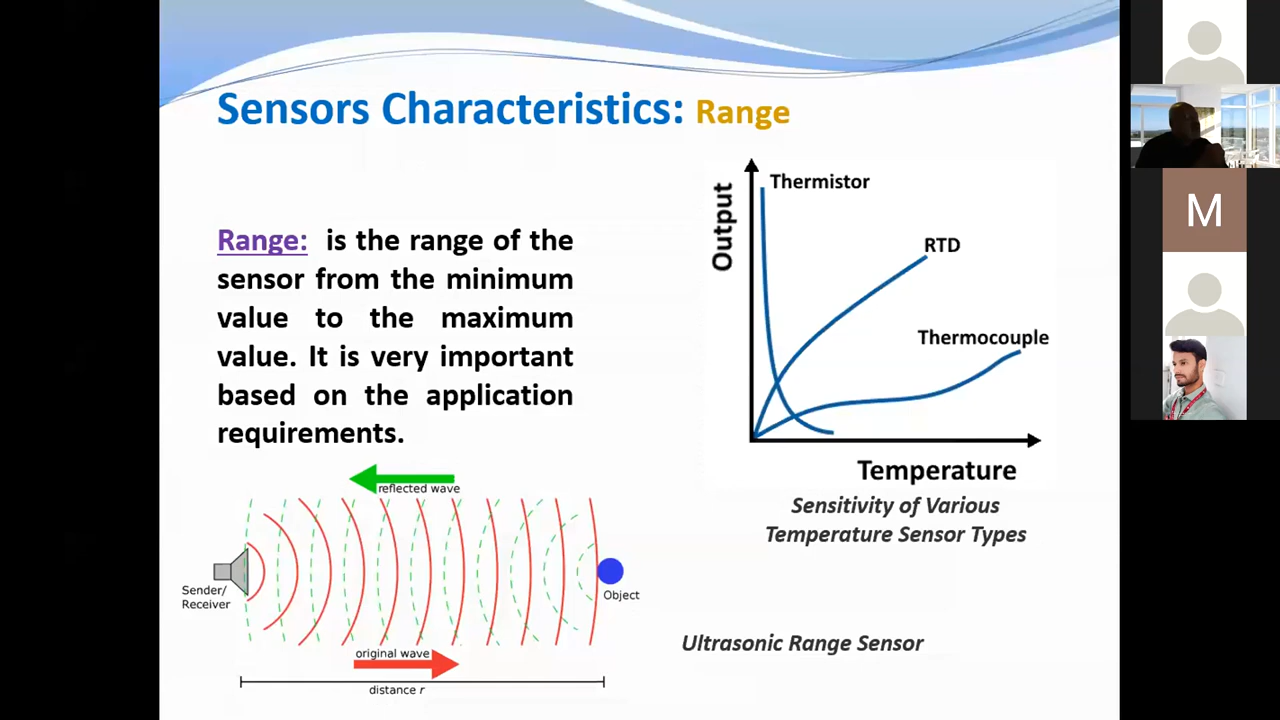 Sensors Characteristics: Range
Range: is the range of the
sensor from the minimum
value to the maximum
value. It is very important
based on the application
requirements.
Output
Thermistor
RTD
Thermocouple
Temperature
Sensitivity of Various
Temperature Sensor Types
reflected wave
Sender/
Receiver
Object
original wave
distance r
Ultrasonic Range Sensor
M